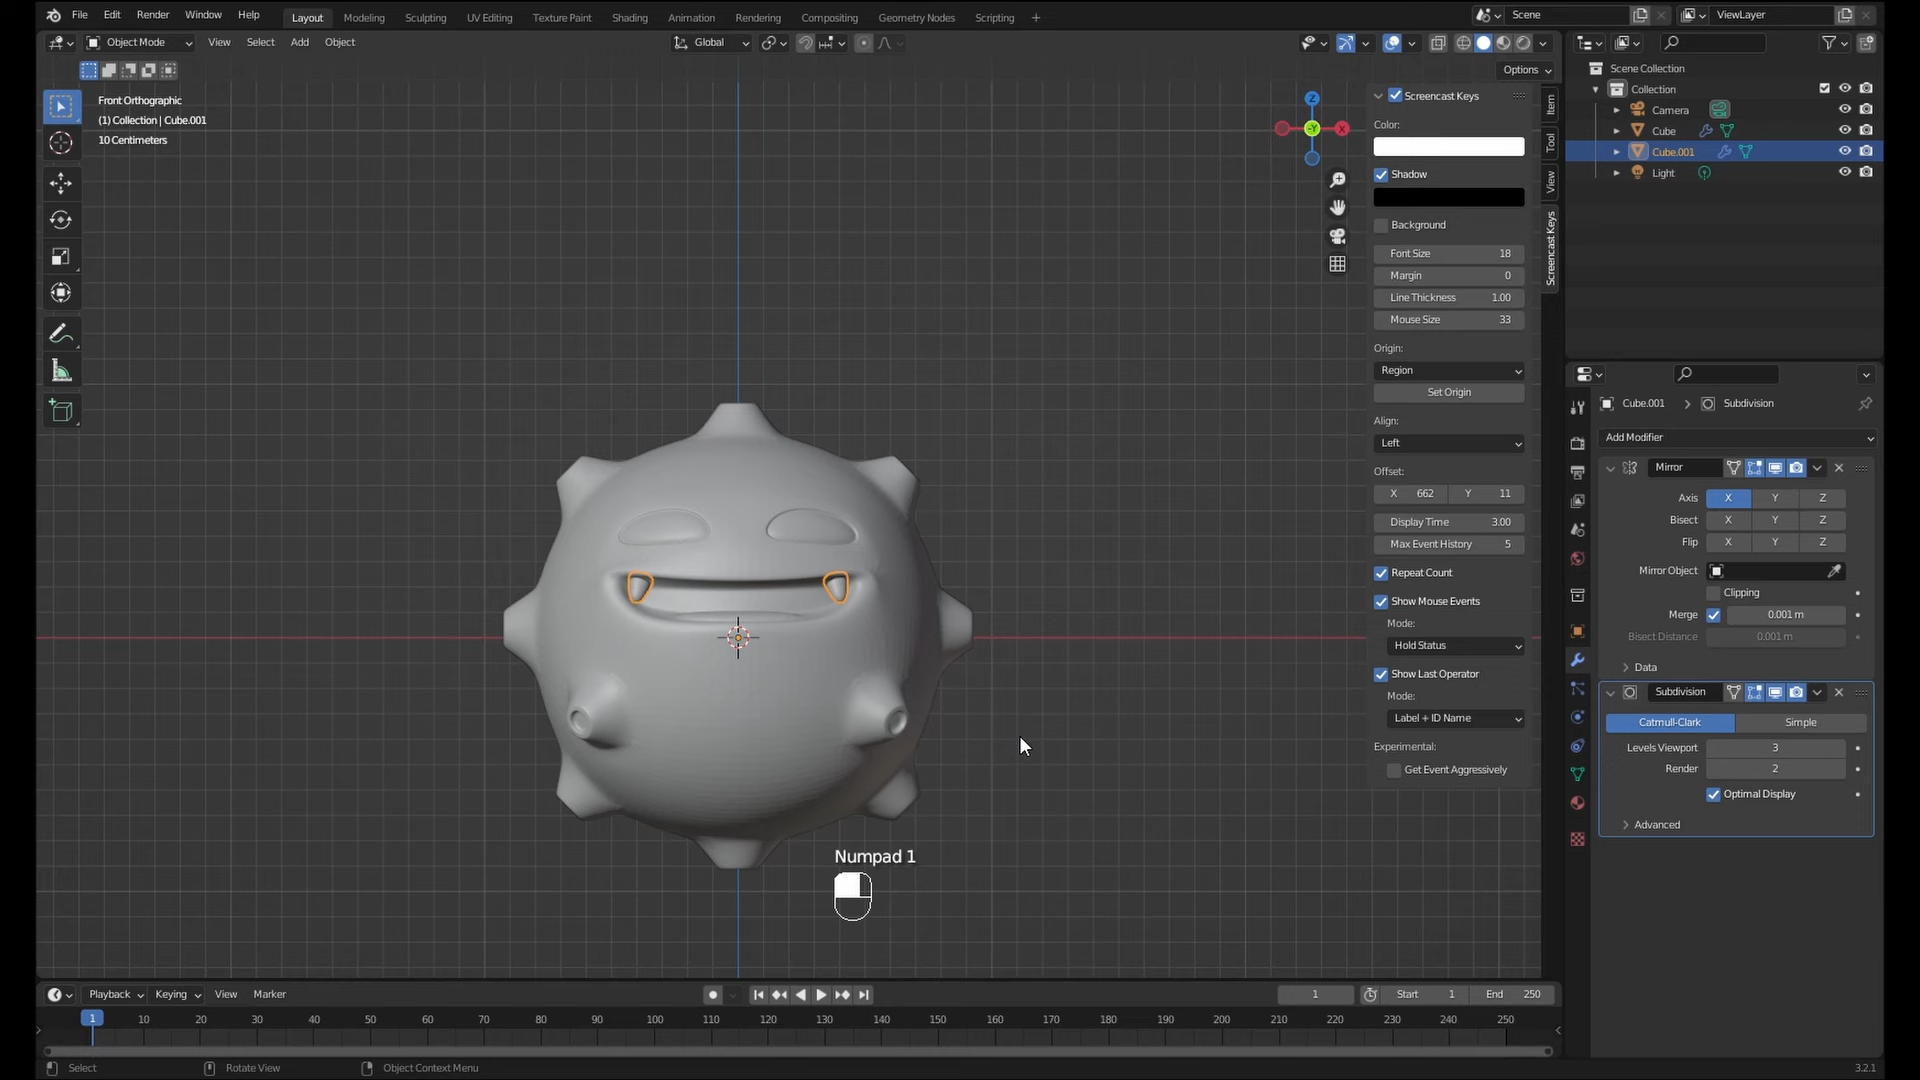 File Edit Render Window Help Layout Modeling Sculpting UV Editing Texture Paint Shading Animation Rendering Compositing Geometry Nodes Scripting + Scene ViewLayer
Object Mode View Select Add Object Global
Options
Front Orthographic
(1) Collection | Cube.001
10 Centimeters
Z
X
-Y
Screencast Keys
Color:
Shadow
Background
Font Size 18
Margin 0
Line Thickness 1.00
Mouse Size 33
Origin:
Region
Set Origin
Align:
Left
Offset:
X 662 Y 11
Display Time 3.00
Max Event History 5
Repeat Count
Show Mouse Events
Mode:
Hold Status
Show Last Operator
Mode:
Label + ID Name
Experimental:
Get Event Aggressively
Item
Tool
View
Screencast Keys
Scene Collection
Collection
Camera
Cube
Cube.001
Light
Cube.001 > Subdivision
Add Modifier
Mirror
Axis X Y Z
Bisect X Y Z
Flip X Y Z
Mirror Object
Clipping
Merge 0.001 m
Bisect Distance 0.001 m
Data
Subdivision
Catmull-Clark Simple
Levels Viewport 3
Render 2
Optimal Display
Advanced
Numpad 1
Playback Keying View Marker 1 Start 1 End 250
1 10 20 30 40 50 60 70 80 90 100 110 120 130 140 150 160 170 180 190 200 210 220 230 240 250
Select Rotate View Object Context Menu 3.2.1